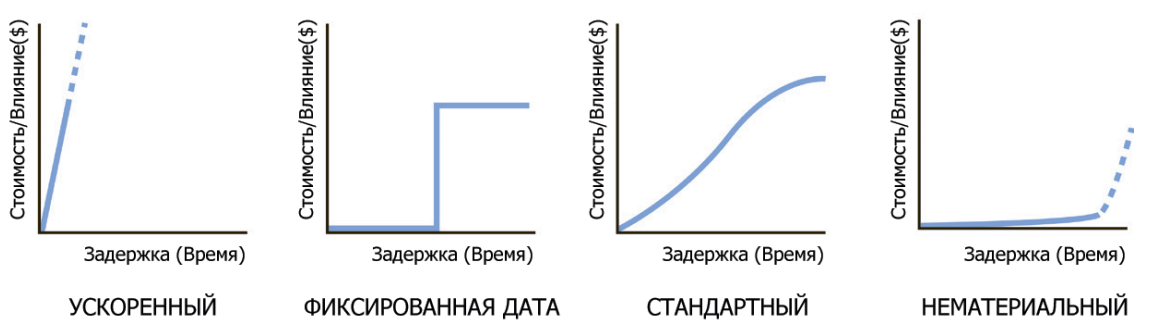 Стоимость/Влияние($)
Задержка (Время)
УСКОРЕННЫЙ
Стоимость/Влияние($)
Задержка (Время)
ФИКСИРОВАННАЯ ДАТА
Стоимость/Влияние($)
Задержка (Время)
СТАНДАРТНЫЙ
Стоимость/Влияние($)
Задержка (Время)
НЕМАТЕРИАЛЬНЫЙ